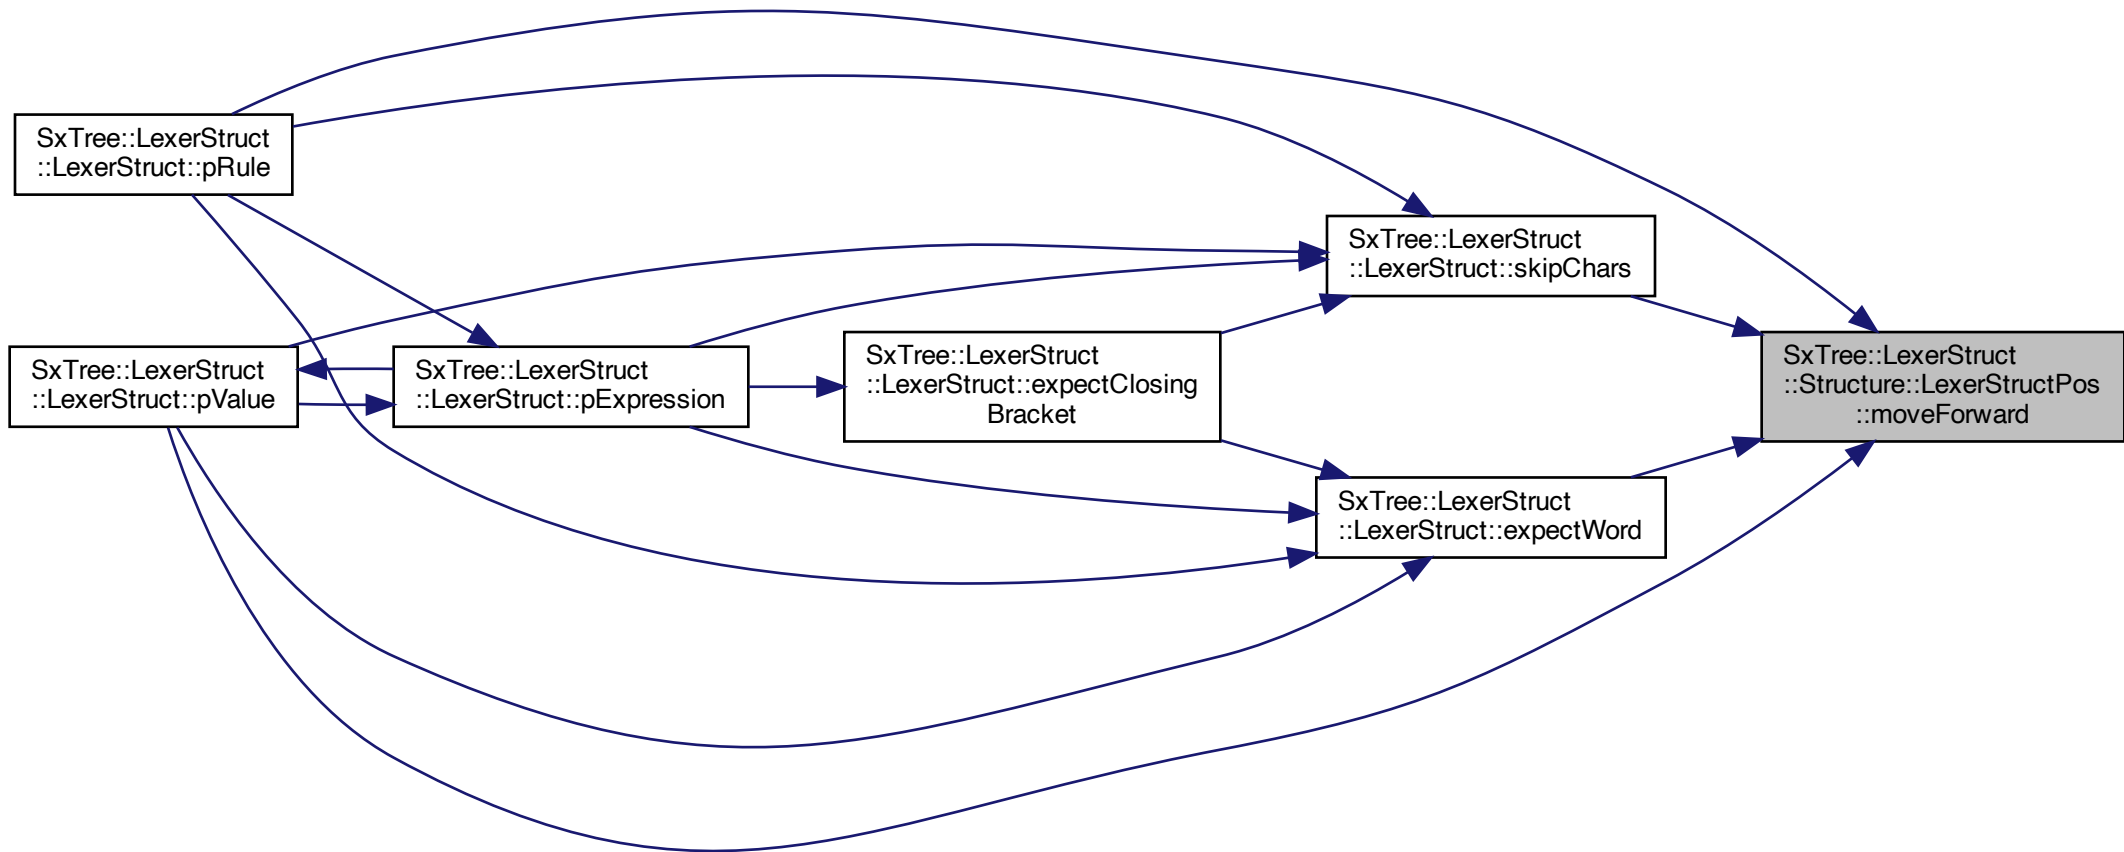 SxTree::LexerStruct
::LexerStruct::pRule
SxTree::LexerStruct
::LexerStruct::skipChars
SxTree::LexerStruct
::LexerStruct::pValue
SxTree::LexerStruct
::LexerStruct::pExpression
SxTree::LexerStruct
::LexerStruct::expectClosing
Bracket
SxTree::LexerStruct
::Structure::LexerStructPos
::moveForward
SxTree::LexerStruct
::LexerStruct::expectWord